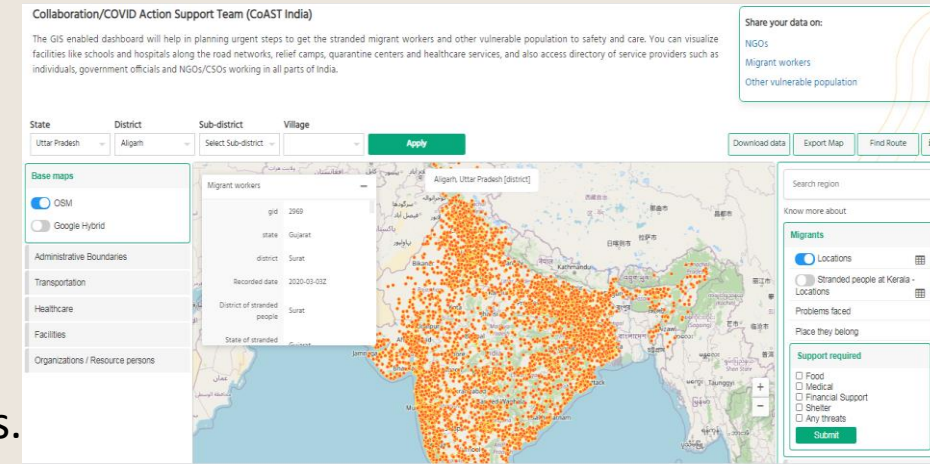 Collaboration/COVID Action Support Team (CoAST India)
The GIS enabled dashboard will help in planning urgent steps to get the stranded migrant workers and other vulnerable population to safety and care. You can visualize
facilities like schools and hospitals along the road networks, relief camps, quarantine centers and healthcare services, and also access directory of service providers such as
individuals, government officials and NGOs/CSOs working in all parts of India.
Share your data on:
NGOs
Migrant workers
Other vulnerable population
State District Sub-district Village
Uttar Pradesh Aligarh Select Sub-district Apply
Download data Export Map Find Route
Base maps
OSM
Google Hybrid
Administrative Boundaries
Transportation
Healthcare
Facilities
Organizations / Resource persons
s.
Migrant workers
gid 2969
state Gujarat
district Surat
Recorded date 2020-03-03Z
District of stranded
people Surat
State of stranded
Aligarh, Uttar Pradesh [district]
Kathmandu
Bikaner
Taunggyi
+
−
Search region
Know more about
Migrants
Locations
Stranded people at Kerala -
Locations
Problems faced
Place they belong
Support required
Food
Medical
Financial Support
Shelter
Any threats
Submit